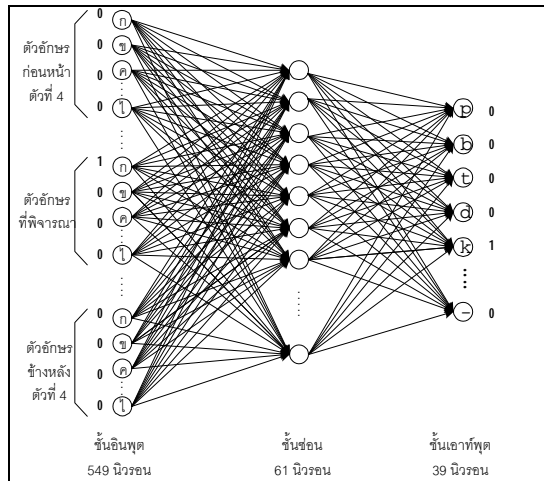 ตัวอักษร
ก่อนหน้า
ตัวที่ 4
0 ก
0 ข
0 ค
0 ไ
ตัวอักษร
ที่พิจารณา
1 ก
0 ข
0 ค
0 ไ
ตัวอักษร
ข้างหลัง
ตัวที่ 4
0 ก
0 ข
0 ค
0 ไ
p 0
b 0
t 0
d 0
k 1
- 0
ชั้นอินพุต
549 นิวรอน
ชั้นซ่อน
61 นิวรอน
ชั้นเอาท์พุต
39 นิวรอน